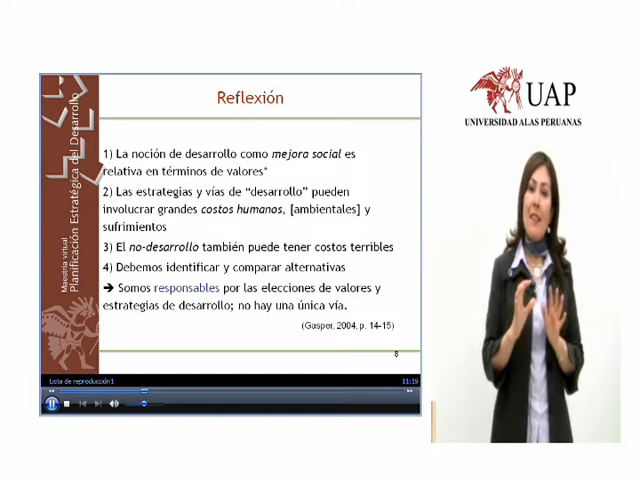 Reflexión
1) La noción de desarrollo como mejora social es
relativa en términos de valores"
2) Las estrategias y vías de “desarrollo” pueden
involucrar grandes costos humanos, [ambientales] y
sufrimientos
3) El no-desarrollo también puede tener costos terribles
4) Debemos identificar y comparar alternativas
➔ Somos responsables por las elecciones de valores y
estrategias de desarrollo; no hay una única vía.
(Gasper, 2004, p. 14-15)
8
Maestría virtual
Planificación Estratégica del Desarrollo
Lista de reproducción1
11:19
UAP
UNIVERSIDAD ALAS PERUANAS